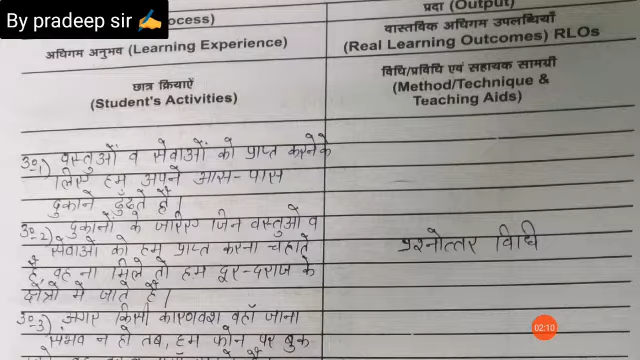 By pradeep sir ✍️
ocess)
प्रदा (Output)
अधिगम अनुभव (Learning Experience)
वास्तविक अधिगम उपलब्धियाँ
(Real Learning Outcomes) RLOs
छात्र क्रियाऐं
(Student's Activities)
विधि/प्रविधि एवं सहायक सामग्री
(Method/Technique &
Teaching Aids)
उ०-1) वस्तुओं व सेवाओं को प्राप्त करनेके
लिए हम अपने आस-पास
दुकाने ढूँढते हैं।
उ०-2) दुकानों के जरिए जिन वस्तुओ व
सेवाओं को हम प्राप्त करना चहाते
हैं, वह ना मिले तो हम दूर-दराज के
क्षेत्रो में जाते हैं।
प्रश्नोत्तर विधि
उ०-3) अगर किसी कारणवश वहाँ जाना
संभव न हो तब, हम फोन पर बुक
02:10